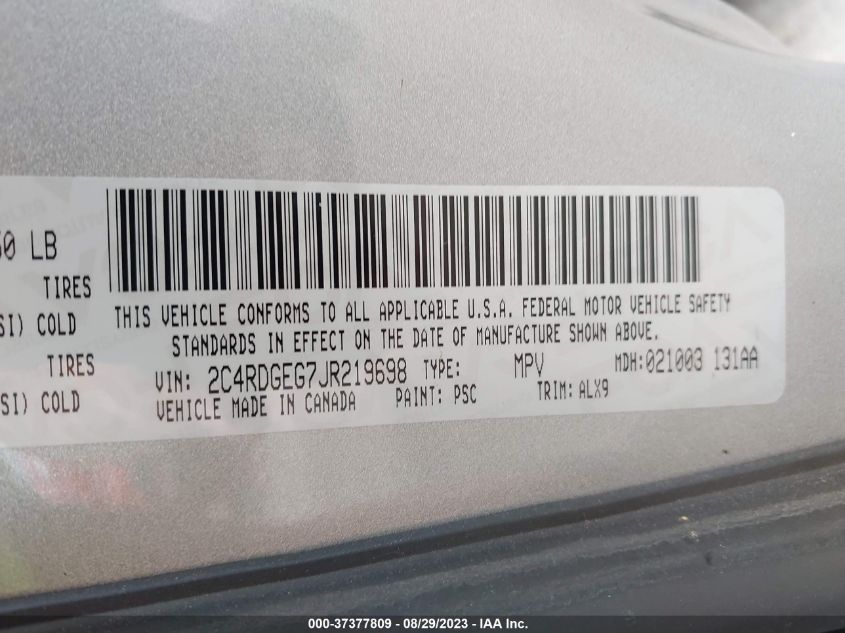 50 LB
TIRES
SI) COLD
TIRES
SI) COLD
THIS VEHICLE CONFORMS TO ALL APPLICABLE U.S.A. FEDERAL MOTOR VEHICLE SAFETY
STANDARDS IN EFFECT ON THE DATE OF MANUFACTURE SHOWN ABOVE.
VIN: 2C4RDGEG7JR219698 TYPE: MPV MDH:021003 131AA
VEHICLE MADE IN CANADA PAINT: PSC TRIM: ALX9
000-37377809 - 08/29/2023 - IAA Inc.